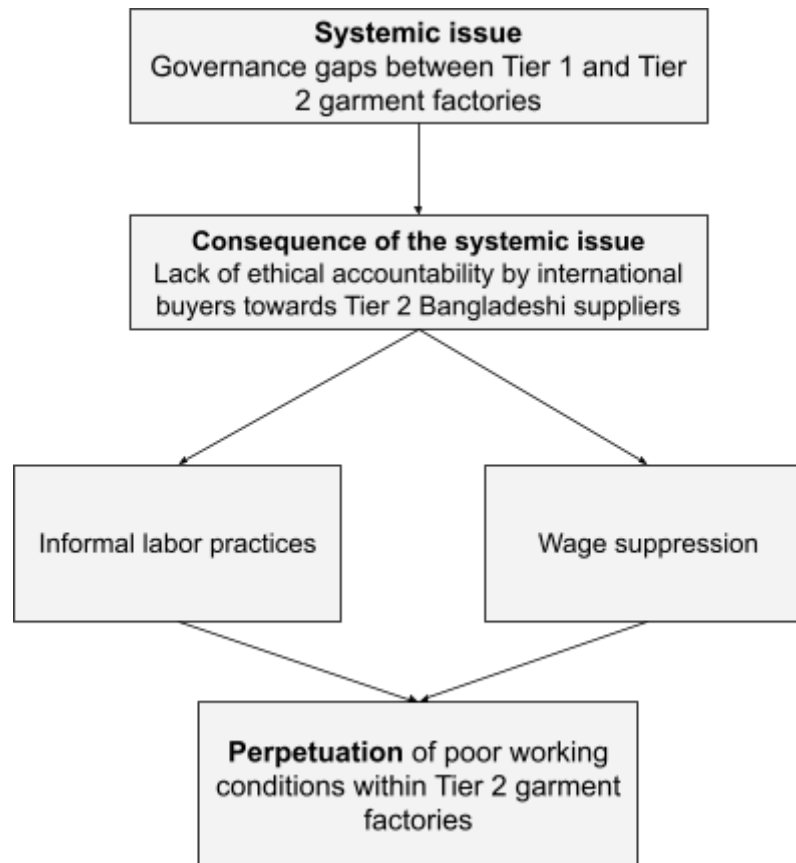 Systemic issue
Governance gaps between Tier 1 and Tier
2 garment factories
Consequence of the systemic issue
Lack of ethical accountability by international
buyers towards Tier 2 Bangladeshi suppliers
Informal labor practices
Wage suppression
Perpetuation of poor working
conditions within Tier 2 garment
factories